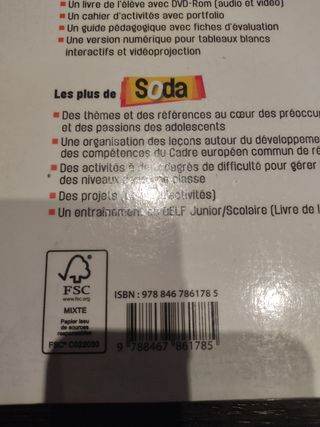 Un livre de l'élève avec DVD-Rom (audio et vidéo)
Un cahier d'activités avec portfolio
Un guide pédagogique avec fiches d'évaluation
Une version numérique pour tableaux blancs
interactifs et vidéoprojection
Les plus de Soda
Des thèmes et des références au cœur des préoccup
et des passions des adolescents
Une organisation des leçons autour du développeme
des compétences du Cadre européen commun de ré
Des activités à degrés de difficulté pour gérer
des niveaux classe
Des projets
Un entraînement DELF Junior/Scolaire (Livre de l
FSC
www.fsc.org
MIXTE
Papier issu
de sources
responsables
FSC® C022030
ISBN : 978 846 786178 5
9 788467 861785